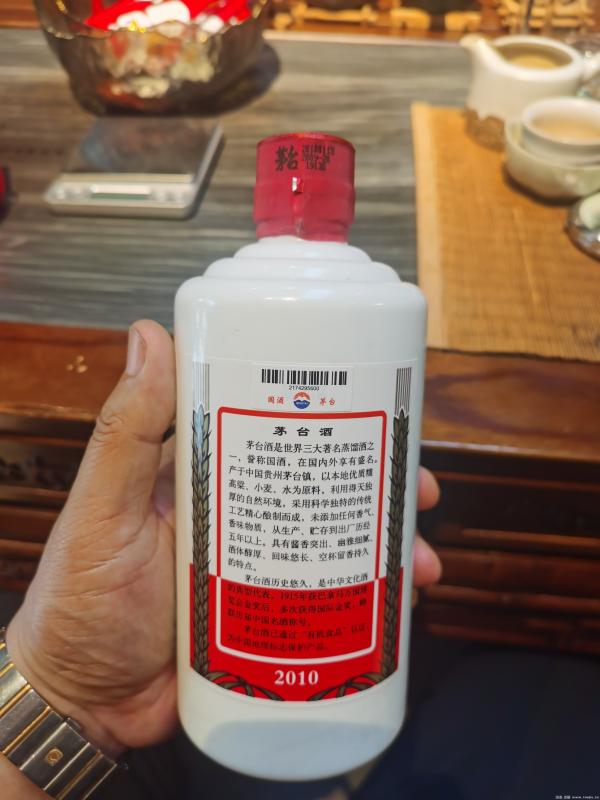 茅台
2174295600
国酒 茅台
茅台酒
茅台酒是世界三大著名蒸馏酒之
一，誉称国酒，在国内外享有盛名。
产于中国贵州茅台镇，以本地优质糯
高粱、小麦、水为原料，利用得天独
厚的自然环境，采用科学独特的传统
工艺精心酿制而成，未添加任何香气、
香味物质，从生产、贮存到出厂历经
五年以上。具有酱香突出、幽雅细腻、
酒体醇厚、回味悠长、空杯留香持久
的特点。
茅台酒历史悠久，是中华文化酒
的典型代表。1915年获巴拿马万国博
览会金奖后，多次获得国际金奖，蝉
联历届中国名酒称号。
茅台酒已通过“有机食品”认证，
为中国地理标志保护产品。
2010